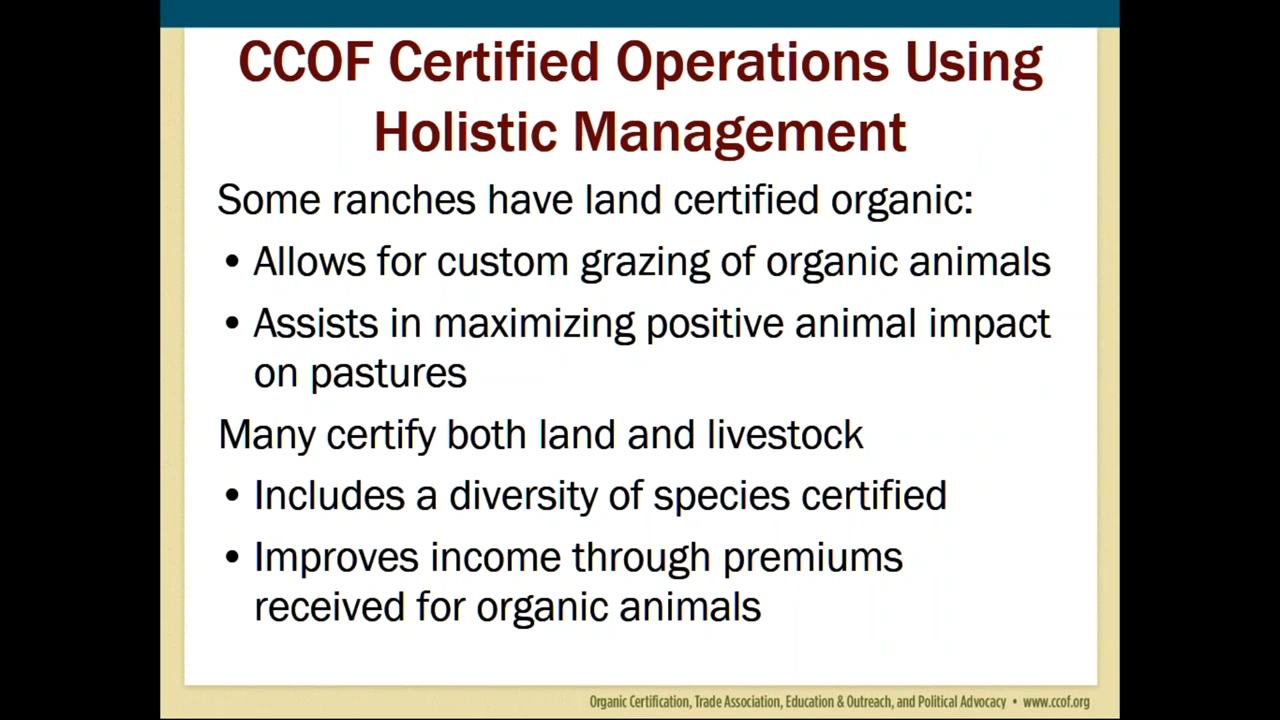 CCOF Certified Operations Using
Holistic Management
Some ranches have land certified organic:
• Allows for custom grazing of organic animals
• Assists in maximizing positive animal impact
on pastures
Many certify both land and livestock
• Includes a diversity of species certified
• Improves income through premiums
received for organic animals
Organic Certification, Trade Association, Education & Outreach, and Political Advocacy • www.ccof.org